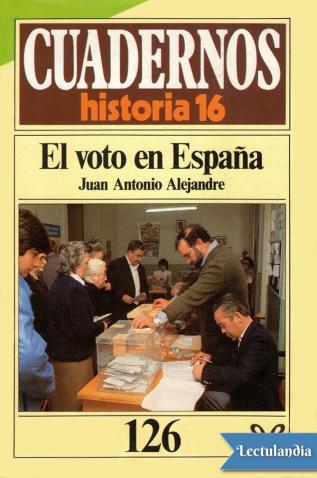 CUADERNOS
historia 16
El voto en España
Juan Antonio Alejandre
126
Lectulandia